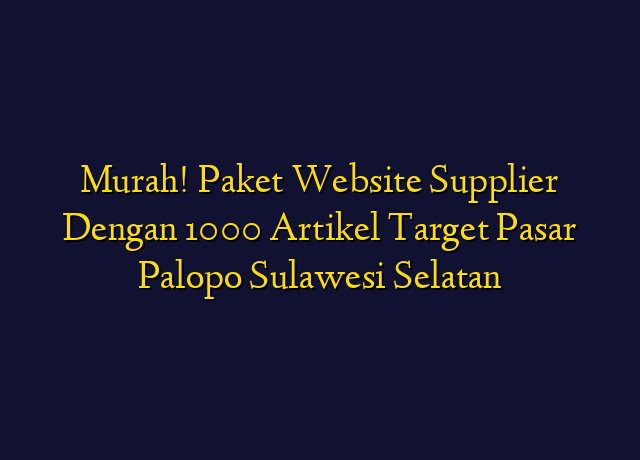 Murah! Paket Website Supplier
Dengan 1000 Artikel Target Pasar
Palopo Sulawesi Selatan